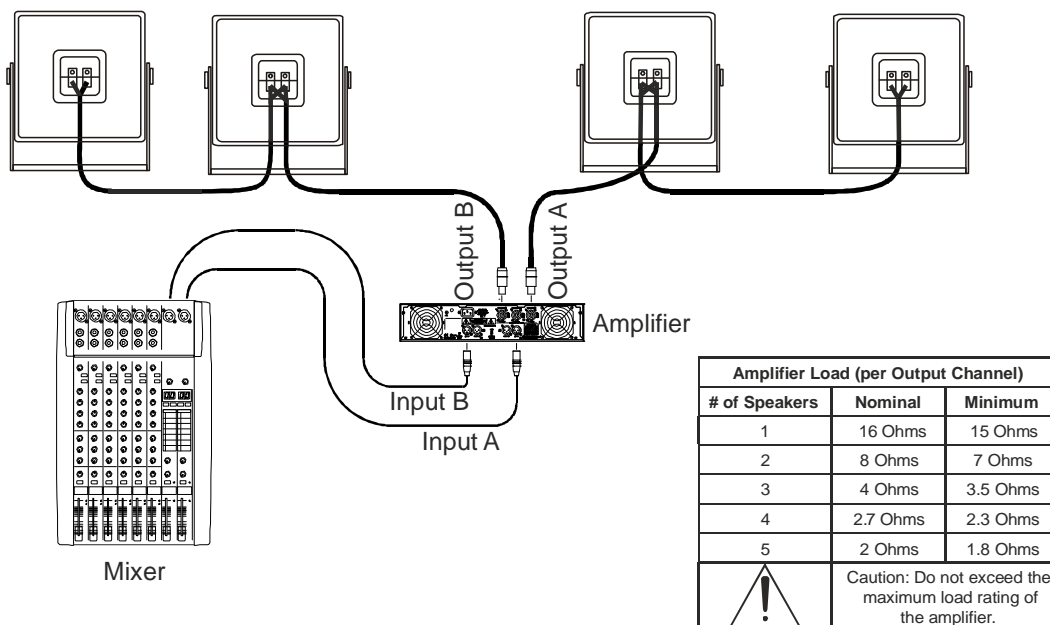 Output B
Output A
Amplifier
Input B
Input A
Mixer
Amplifier Load (per Output Channel)
# of Speakers Nominal Minimum
1 16 Ohms 15 Ohms
2 8 Ohms 7 Ohms
3 4 Ohms 3.5 Ohms
4 2.7 Ohms 2.3 Ohms
5 2 Ohms 1.8 Ohms
!
Caution: Do not exceed the
maximum load rating of
the amplifier.